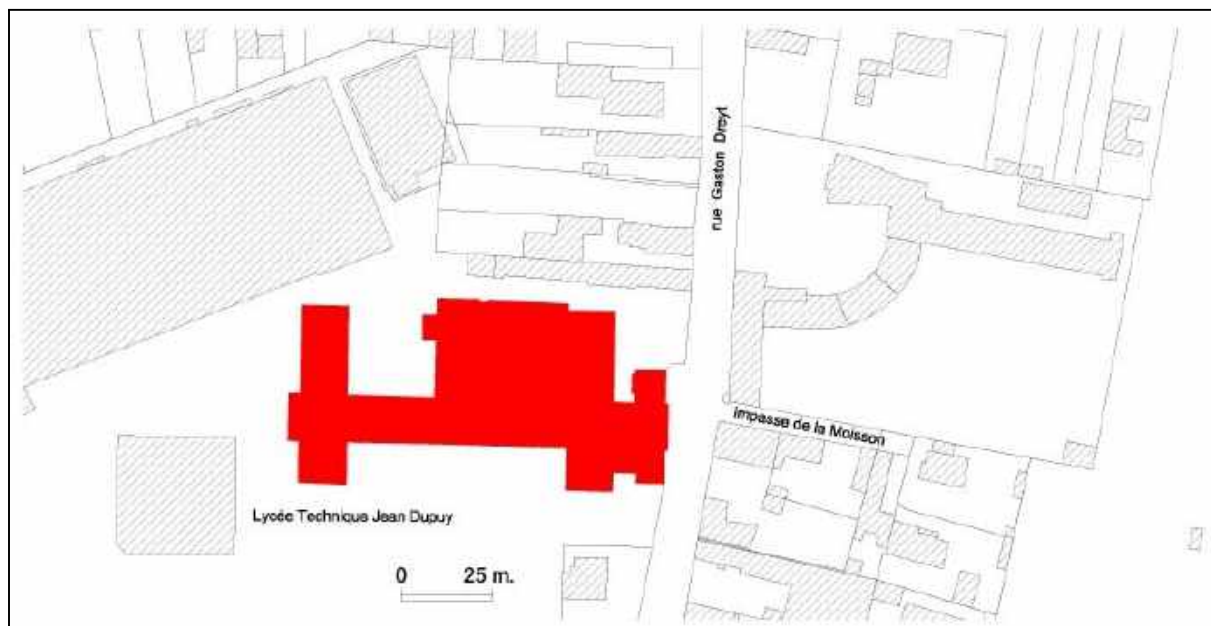 rue Gaston Dreyt
Impasse de la Moisson
Lycée Technique Jean Dupuy
0 25 m.